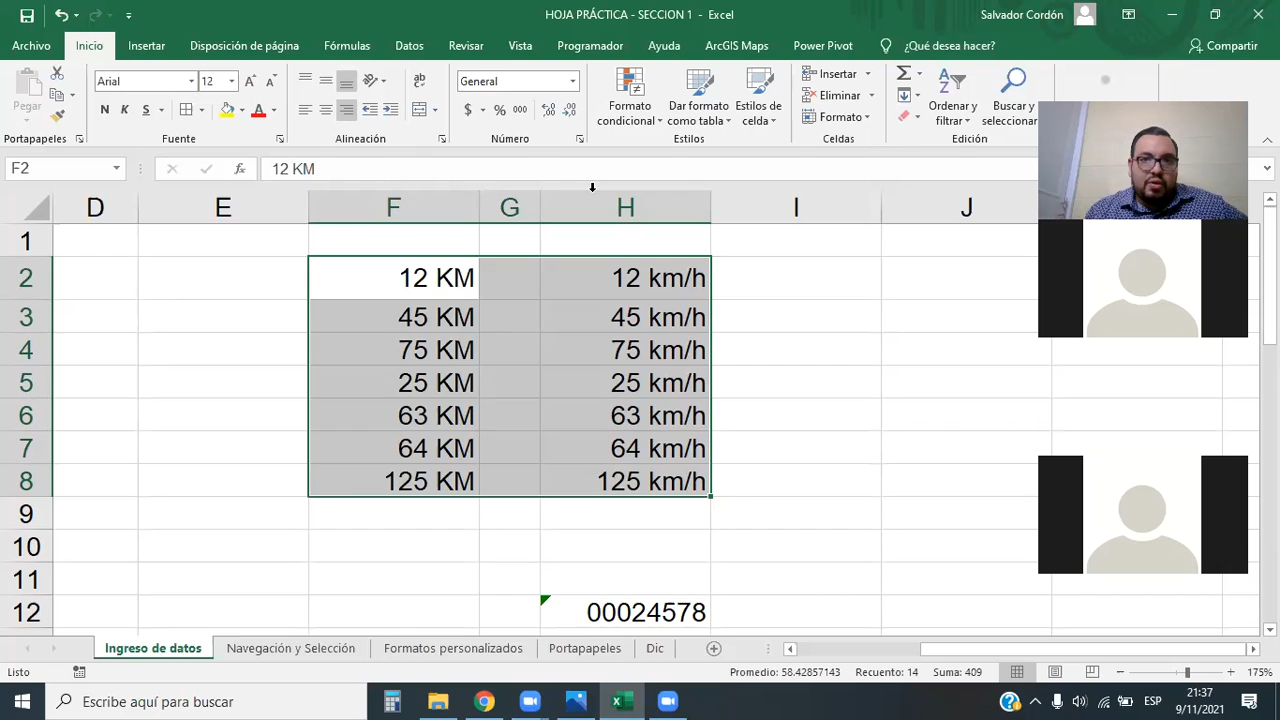 HOJA PRÁCTICA - SECCION 1 - Excel
Salvador Cordón
Archivo Inicio Insertar Disposición de página Fórmulas Datos Revisar Vista Programador Ayuda ArcGIS Maps Power Pivot ¿Qué desea hacer? Compartir
Pegar
Portapapeles
Arial 12
N K S
Fuente
ab
Alineación
General
$ % 000
Número
Formato condicional
Dar formato como tabla
Estilos de celda
Estilos
Insertar
Eliminar
Formato
Celdas
Ordenar y filtrar
Buscar y seleccionar
Edición
F2 fx 12 KM
D E F G H I J
1
2 12 KM 12 km/h
3 45 KM 45 km/h
4 75 KM 75 km/h
5 25 KM 25 km/h
6 63 KM 63 km/h
7 64 KM 64 km/h
8 125 KM 125 km/h
9
10
11
12 00024578
Ingreso de datos Navegación y Selección Formatos personalizados Portapapeles Dic
Listo Promedio: 58.42857143 Recuento: 14 Suma: 409 175%
Escribe aquí para buscar ESP 21:37
9/11/2021